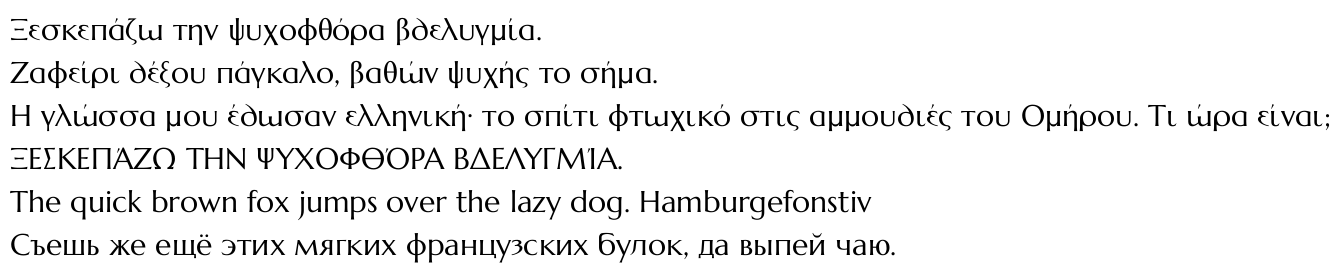 Ξεσκεπάζω την ψυχοφθόρα βδελυγμία.
Ζαφείρι δέξου πάγκαλο, βαθιών ψυχής το σήμα.
Η γλώσσα μου έδωσαν ελληνική· το σπίτι φτωχικό στις αμμουδιές του Ομήρου. Τι ώρα είναι;
ΞΕΣΚΕΠΆΖΩ ΤΗΝ ΨΥΧΟΦΘΌΡΑ ΒΔΕΛΥΓΜΊΑ.
The quick brown fox jumps over the lazy dog. Hamburgefonstiv
Съешь же ещё этих мягких французских булок, да выпей чаю.